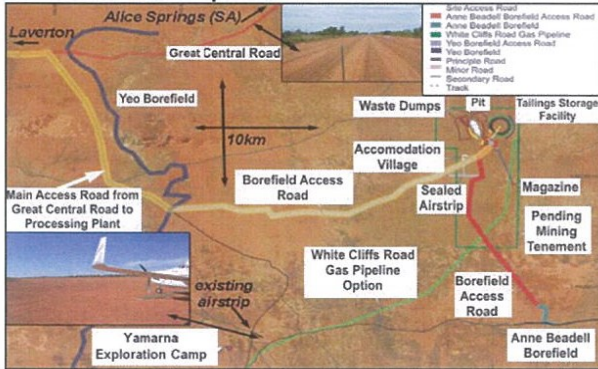 Alice Springs (SA)
Laverton
Great Central Road
Site Access Road
Anne Beadell Borefield Access Road
Anne Beadell Borefield
White Cliffs Road Gas Pipeline
Yeo Borefield Access Road
Yeo Borefield
Principle Road
Minor Road
Secondary Road
Track
Yeo Borefield
10km
Waste Dumps
Pit
Tailings Storage
Facility
Accomodation
Village
Main Access Road from
Great Central Road to
Processing Plant
Borefield Access
Road
Sealed
Airstrip
Magazine
Pending
Mining
Tenement
White Cliffs Road
Gas Pipeline
Option
existing
airstrip
Borefield
Access
Road
Yamarna
Exploration Camp
Anne Beadell
Borefield